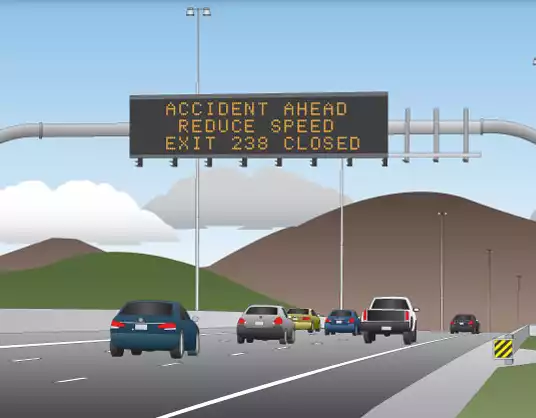 ACCIDENT AHEAD
REDUCE SPEED
EXIT 238 CLOSED